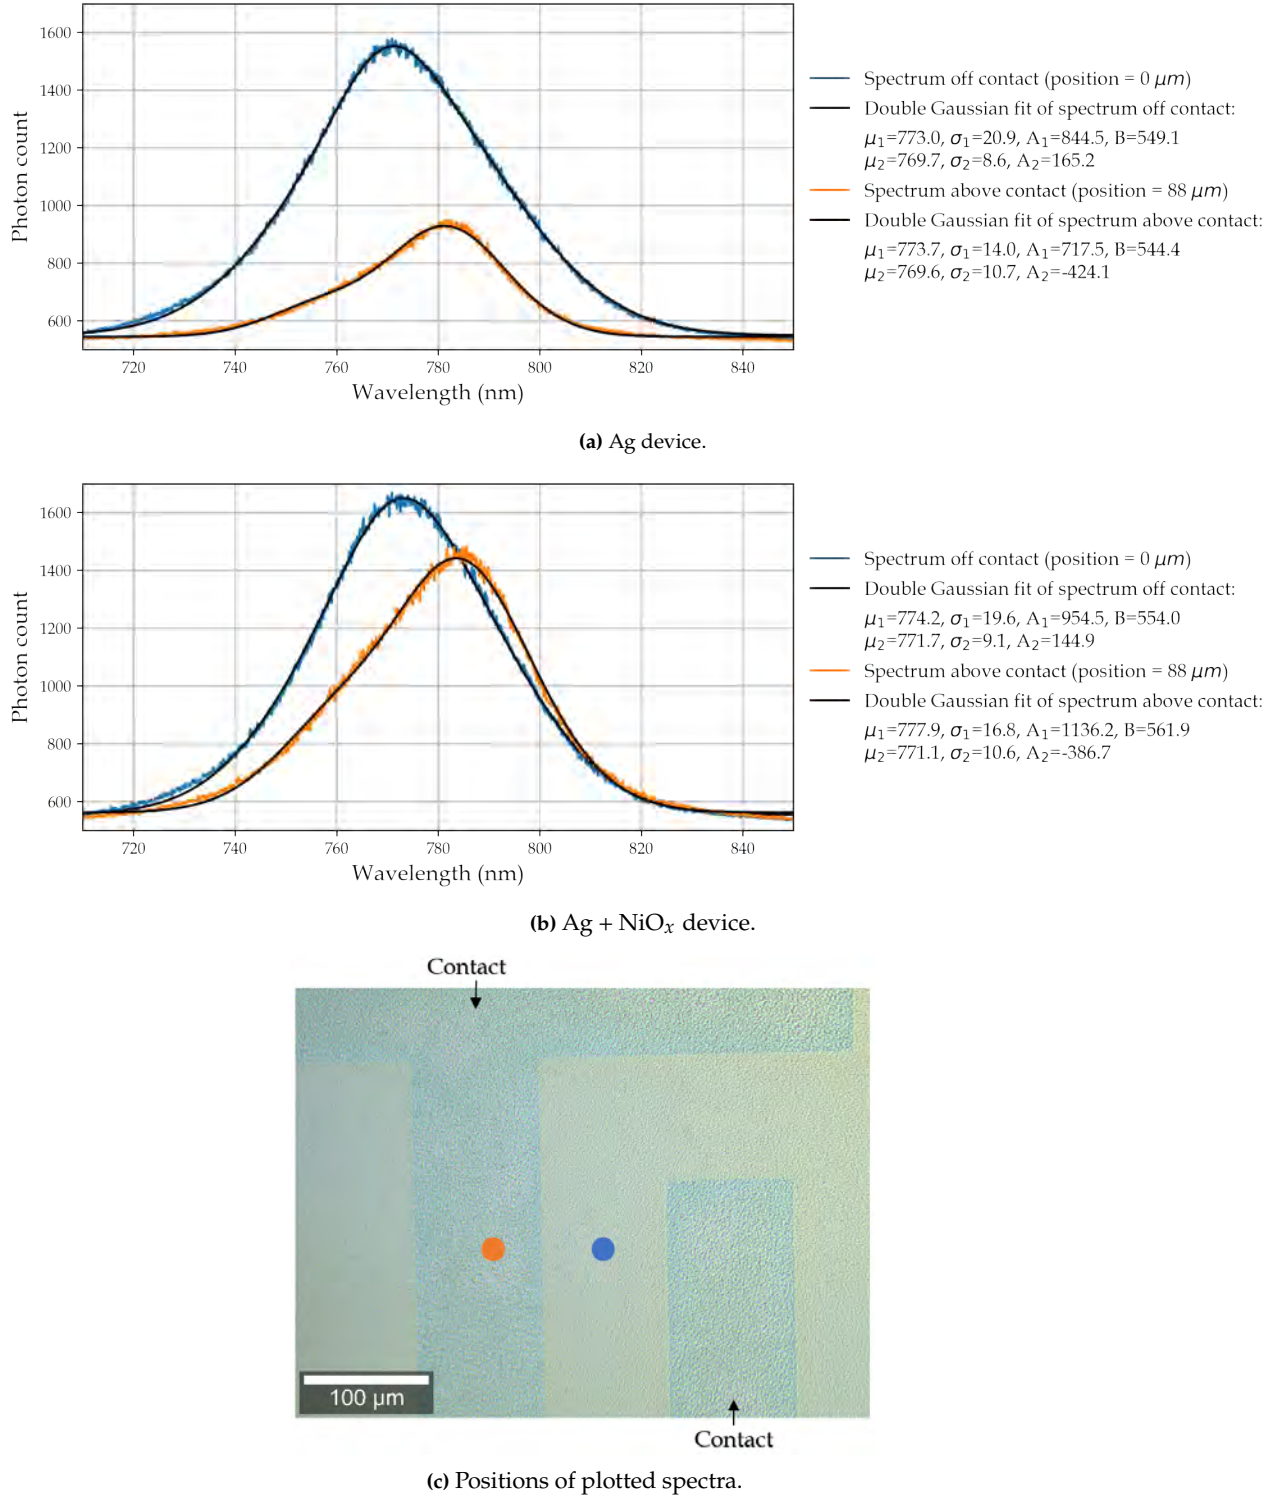 1600
1400
1200
1000
800
600
Photon count
720 740 760 780 800 820 840
Wavelength (nm)
Spectrum off contact (position = 0 μm)
Double Gaussian fit of spectrum off contact:
μ₁=773.0, σ₁=20.9, A₁=844.5, B=549.1
μ₂=769.7, σ₂=8.6, A₂=165.2
Spectrum above contact (position = 88 μm)
Double Gaussian fit of spectrum above contact:
μ₁=773.7, σ₁=14.0, A₁=717.5, B=544.4
μ₂=769.6, σ₂=10.7, A₂=-424.1
(a) Ag device.
1600
1400
1200
1000
800
600
Photon count
720 740 760 780 800 820 840
Wavelength (nm)
Spectrum off contact (position = 0 μm)
Double Gaussian fit of spectrum off contact:
μ₁=774.2, σ₁=19.6, A₁=954.5, B=554.0
μ₂=771.7, σ₂=9.1, A₂=144.9
Spectrum above contact (position = 88 μm)
Double Gaussian fit of spectrum above contact:
μ₁=777.9, σ₁=16.8, A₁=1136.2, B=561.9
μ₂=771.1, σ₂=10.6, A₂=-386.7
(b) Ag + NiOₓ device.
Contact
100 μm
Contact
(c) Positions of plotted spectra.